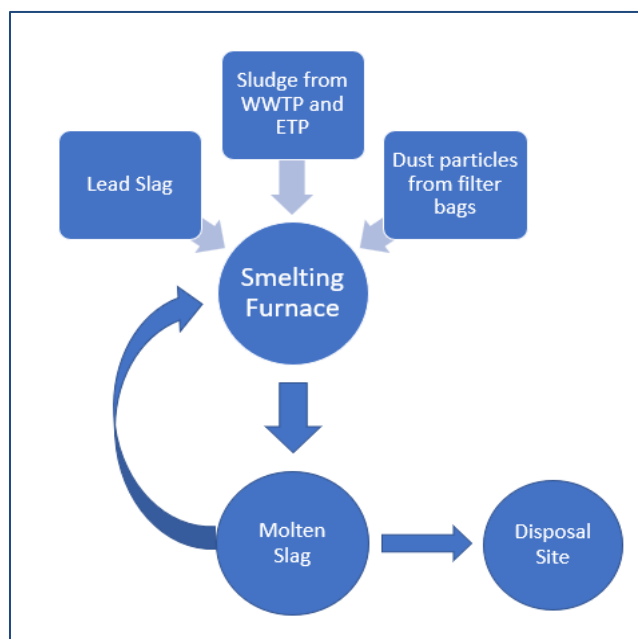 Sludge from
WWTP and
ETP
Lead Slag
Dust particles
from filter
bags
Smelting
Furnace
Molten
Slag
Disposal
Site